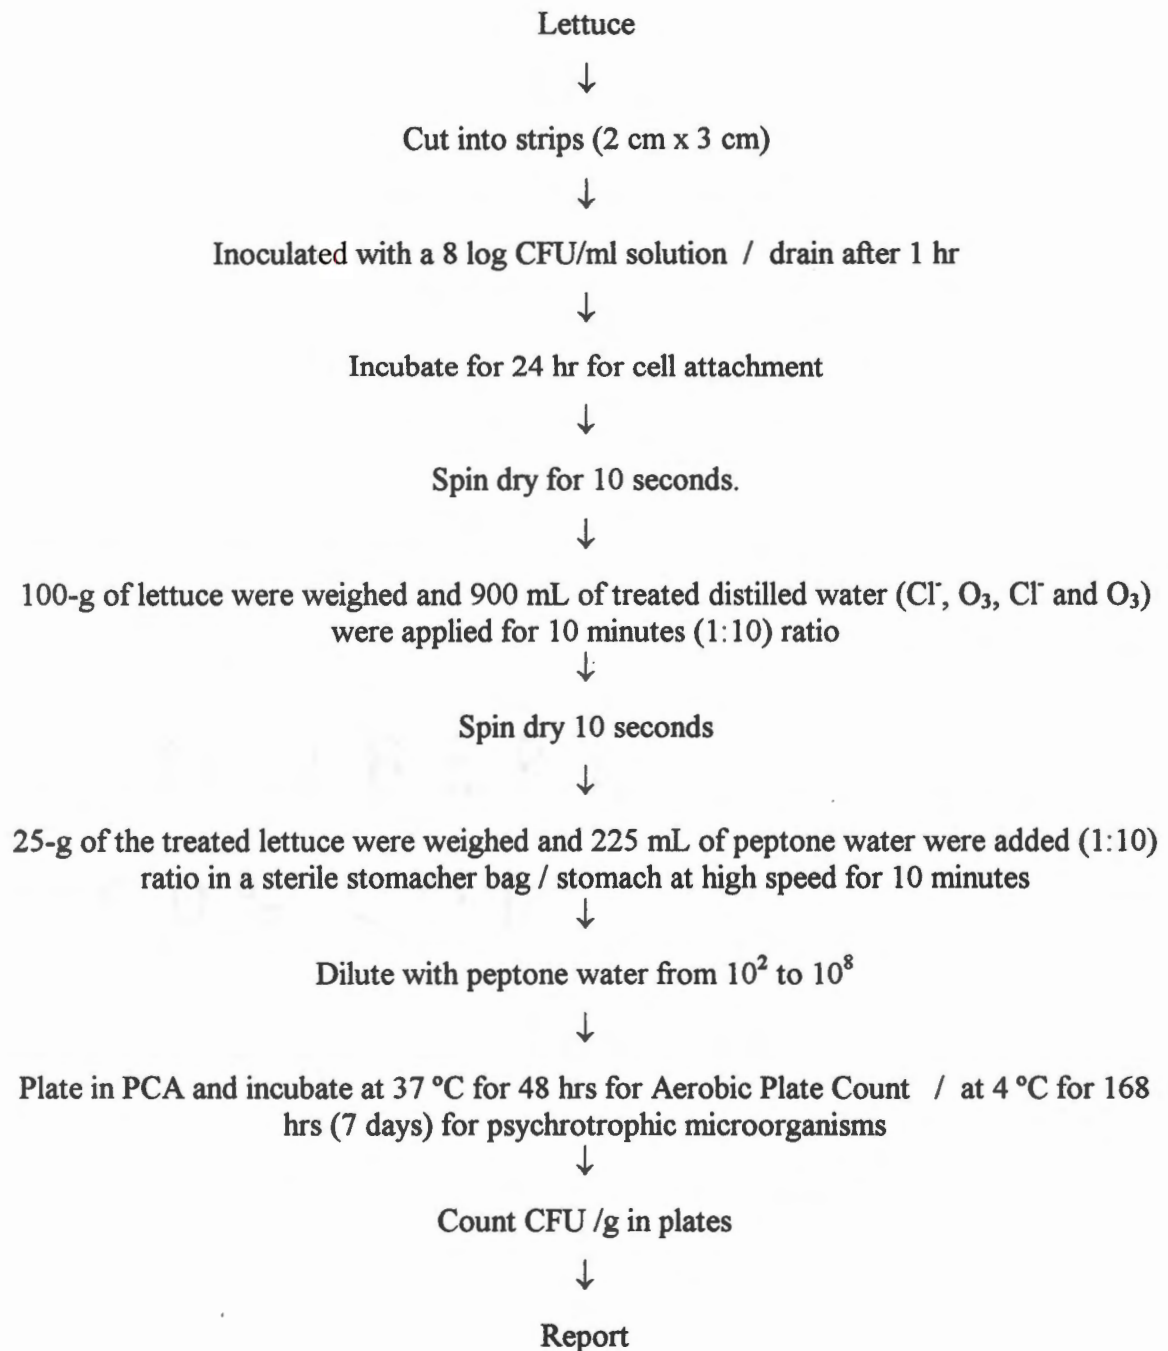 Lettuce
↓
Cut into strips (2 cm x 3 cm)
↓
Inoculated with a 8 log CFU/ml solution / drain after 1 hr
↓
Incubate for 24 hr for cell attachment
↓
Spin dry for 10 seconds.
↓
100-g of lettuce were weighed and 900 mL of treated distilled water (Cl⁻, O₃, Cl⁻ and O₃)
were applied for 10 minutes (1:10) ratio
↓
Spin dry 10 seconds
↓
25-g of the treated lettuce were weighed and 225 mL of peptone water were added (1:10)
ratio in a sterile stomacher bag / stomach at high speed for 10 minutes
↓
Dilute with peptone water from 10² to 10⁸
↓
Plate in PCA and incubate at 37 ºC for 48 hrs for Aerobic Plate Count / at 4 ºC for 168
hrs (7 days) for psychrotrophic microorganisms
↓
Count CFU /g in plates
↓
Report